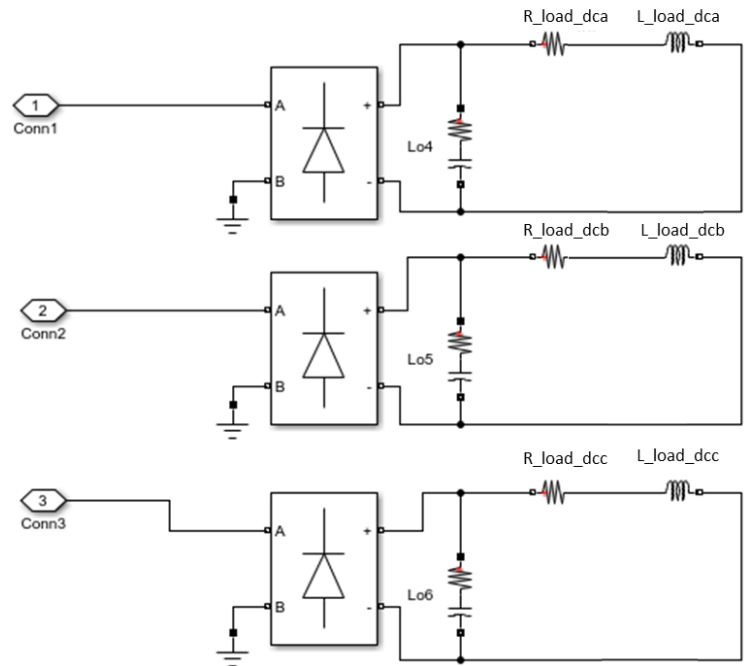 R_load_dca L_load_dca
1
Conn1
A +
B -
Lo4
R_load_dcb L_load_dcb
2
Conn2
A +
B -
Lo5
R_load_dcc L_load_dcc
3
Conn3
A +
B -
Lo6